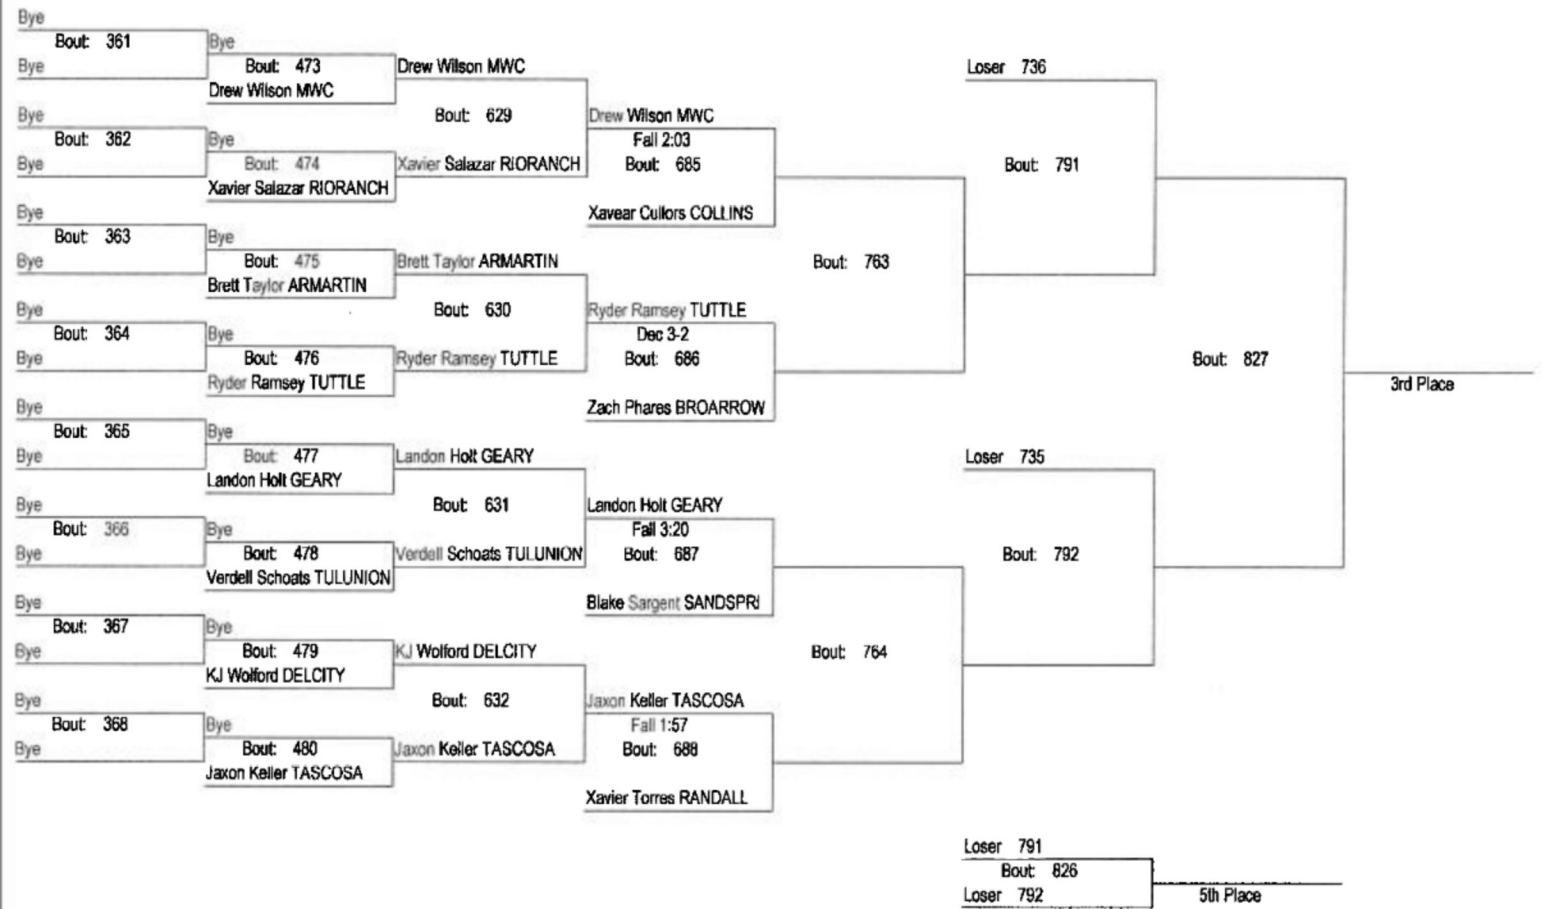 Bye
Bout: 361
Bye
Bye
Bout: 473
Drew Wilson MWC
Drew Wilson MWC
Bout: 629
Xavier Salazar RIORANCH
Bye
Bout: 362
Bye
Bye
Bout: 474
Xavier Salazar RIORANCH
Drew Wilson MWC
Fall 2:03
Bout: 685
Xavear Cullors COLLINS
Bye
Bout: 363
Bye
Bye
Bout: 475
Brett Taylor ARMARTIN
Brett Taylor ARMARTIN
Bout: 630
Ryder Ramsey TUTTLE
Bye
Bout: 364
Bye
Bye
Bout: 476
Ryder Ramsey TUTTLE
Ryder Ramsey TUTTLE
Dec 3-2
Bout: 686
Zach Phares BROARROW
Bout: 763
Loser 736
Bout: 791
Bye
Bout: 365
Bye
Bye
Bout: 477
Landon Holt GEARY
Landon Holt GEARY
Bout: 631
Verdell Schoats TULUNION
Bye
Bout: 366
Bye
Bye
Bout: 478
Verdell Schoats TULUNION
Landon Holt GEARY
Fall 3:20
Bout: 687
Blake Sargent SANDSPRI
Bye
Bout: 367
Bye
Bye
Bout: 479
KJ Wolford DELCITY
KJ Wolford DELCITY
Bout: 632
Jaxon Keller TASCOSA
Bye
Bout: 368
Bye
Bye
Bout: 480
Jaxon Keller TASCOSA
Jaxon Keller TASCOSA
Fall 1:57
Bout: 688
Xavier Torres RANDALL
Bout: 764
Loser 735
Bout: 792
Bout: 827
3rd Place
Loser 791
Bout: 826
Loser 792
5th Place